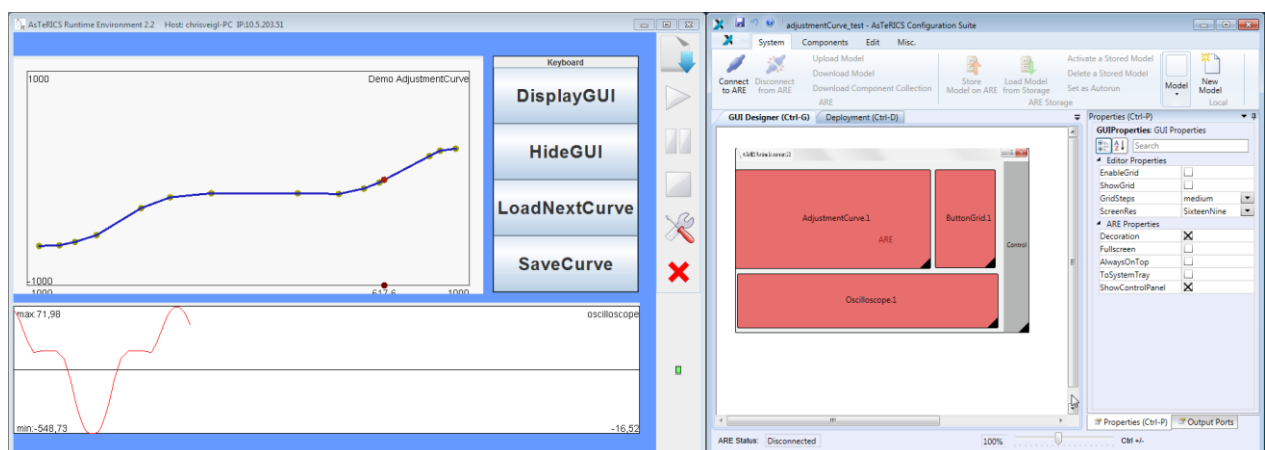 AsTeRICS Runtime Environment 2.2 Host: chrisveigl-PC IP:10.5.203.51
1000
Demo AdjustmentCurve
-1000
-1000
617,6
1000
Keyboard
DisplayGUI
HideGUI
LoadNextCurve
SaveCurve
max:71,98
oscilloscope
min:-548,73
-16,52
adjustmentCurve_test - AsTeRICS Configuration Suite
System Components Edit Misc.
Connect to ARE
Disconnect from ARE
Upload Model
Download Model
Download Component Collection
ARE
Store Model on ARE
Load Model from Storage
Activate a Stored Model
Delete a Stored Model
Set as Autorun
ARE Storage
Model
New Model
Local
GUI Designer (Ctrl-G) Deployment (Ctrl-D)
AdjustmentCurve.1
ARE
ButtonGrid.1
Control
Oscilloscope.1
Properties (Ctrl-P)
GUIProperties: GUI Properties
Search
Editor Properties
EnableGrid
ShowGrid
GridSteps medium
ScreenRes SixteenNine
ARE Properties
Decoration
Fullscreen
AlwaysOnTop
ToSystemTray
ShowControlPanel
Properties (Ctrl-P) Output Ports
ARE Status: Disconnected
100%
Ctrl +/-